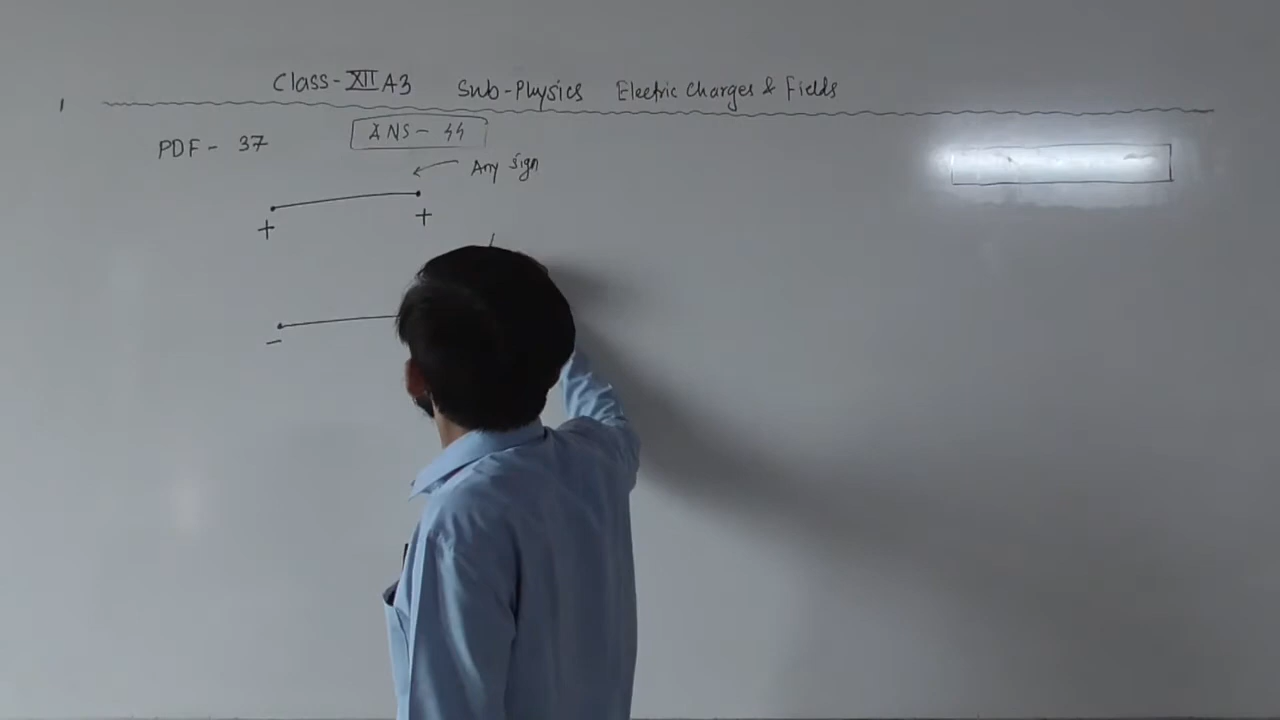 Class-XII A3 Sub-Physics Electric Charges & Fields
PDF - 37
ANS - 44
Any sign
+ +
-